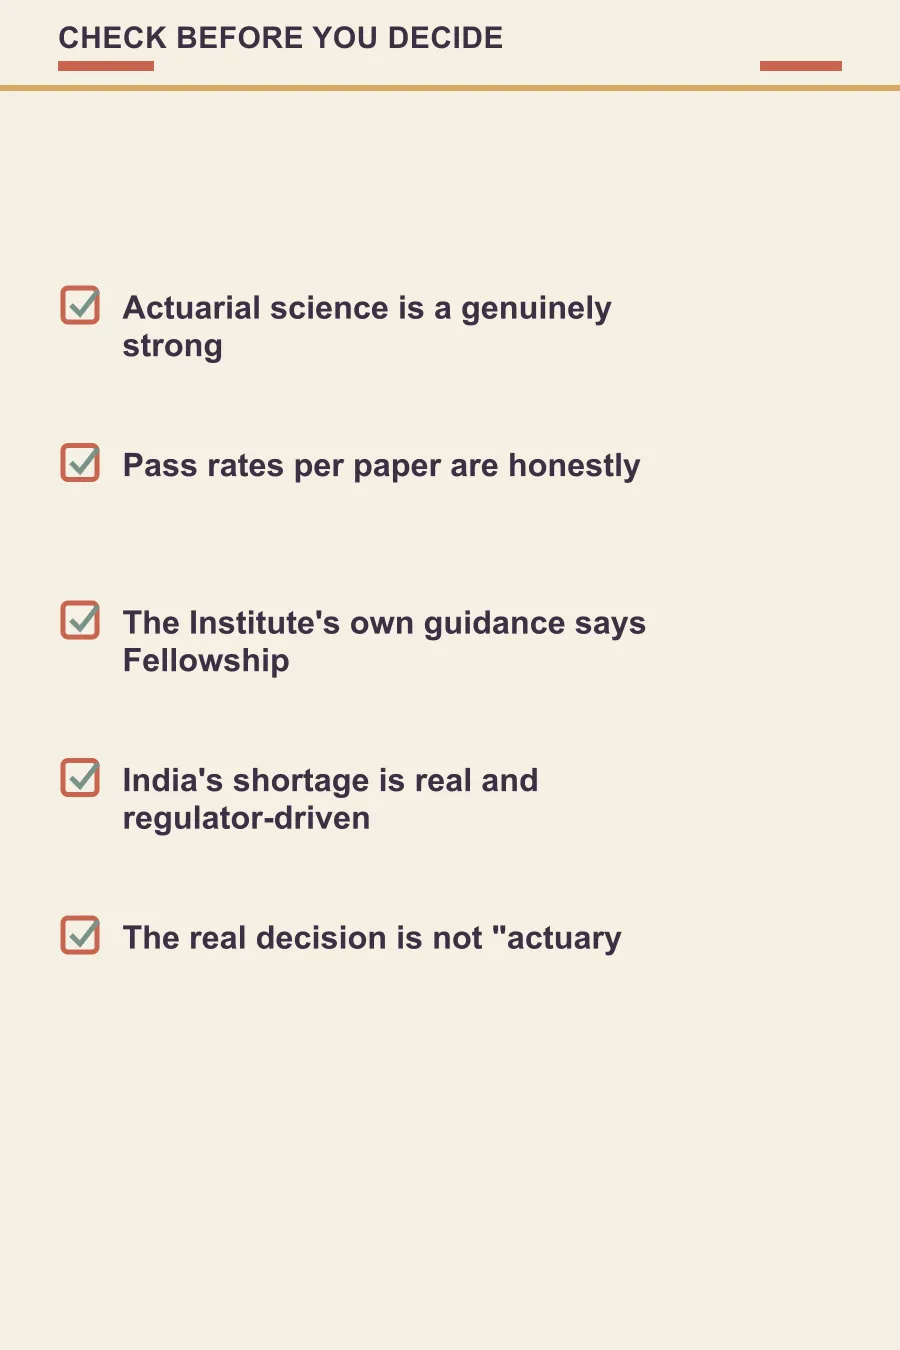 CHECK BEFORE YOU DECIDE
Actuarial science is a genuinely
strong
Pass rates per paper are honestly
The Institute's own guidance says
Fellowship
India's shortage is real and
regulator-driven
The real decision is not "actuary